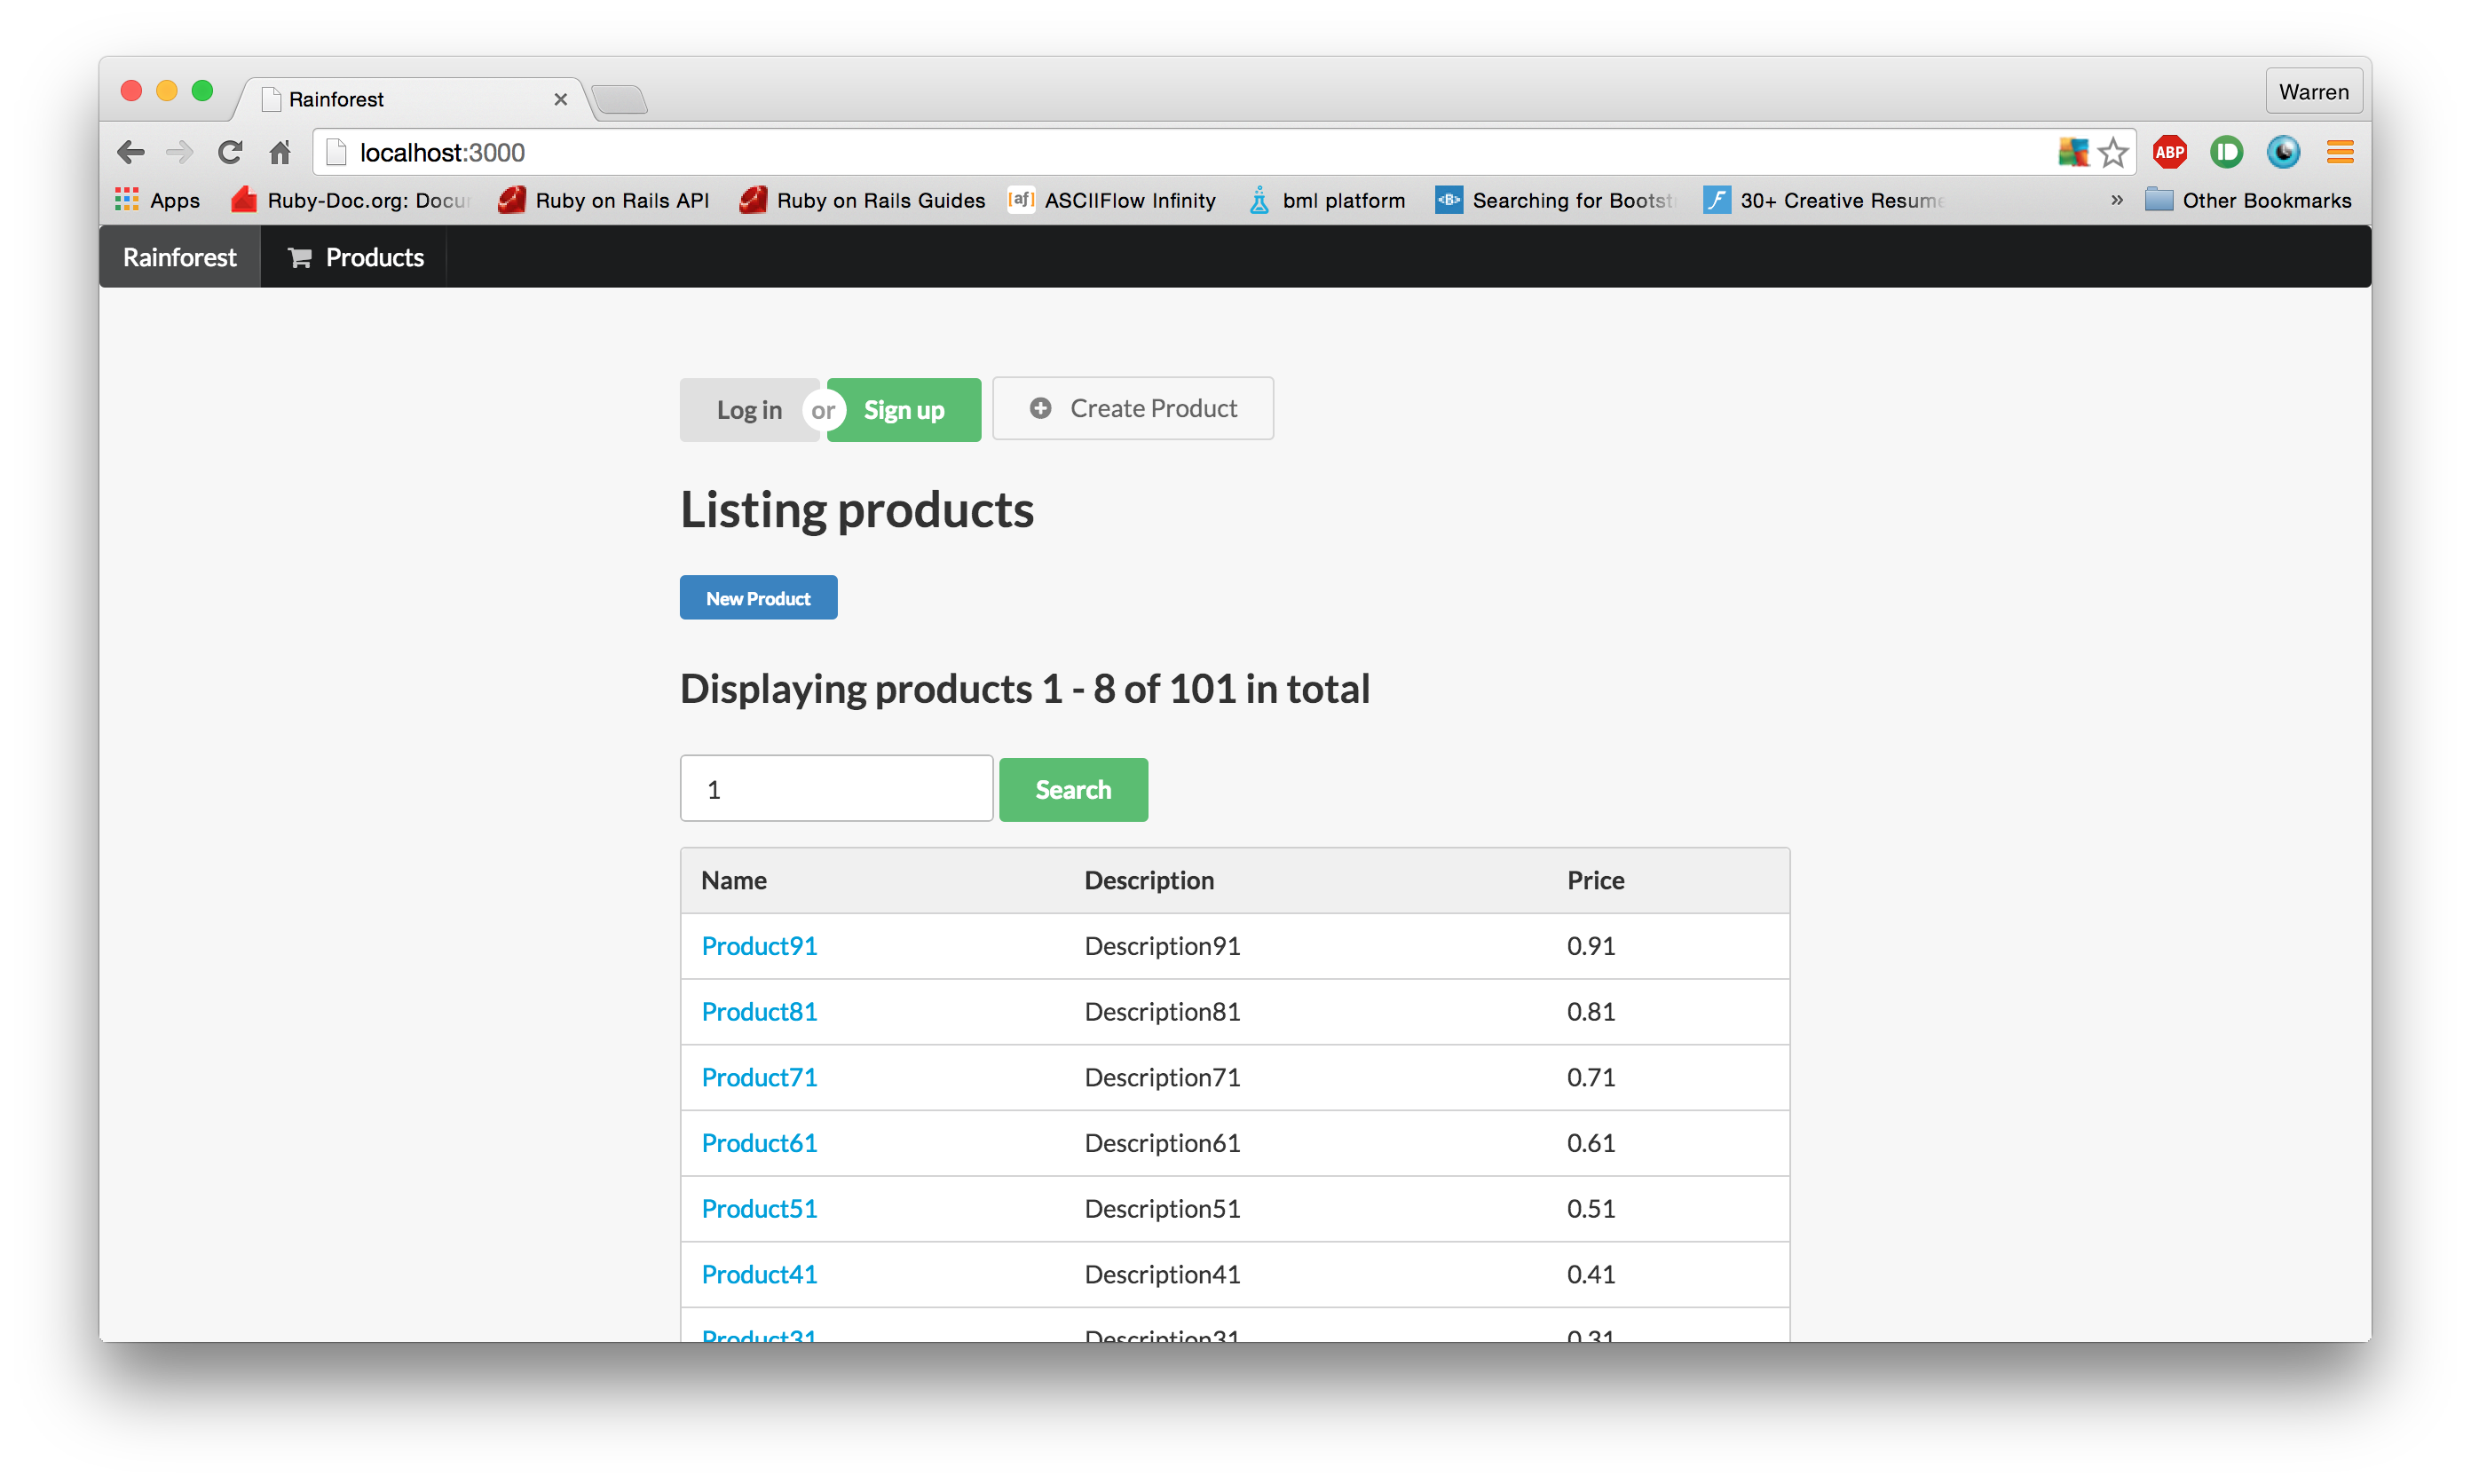 Rainforest
Warren
localhost:3000
ABP
Apps Ruby-Doc.org: Docu Ruby on Rails API Ruby on Rails Guides [af] ASCIIFlow Infinity bml platform <B> Searching for Bootst 30+ Creative Resume » Other Bookmarks
Rainforest Products
Log in or Sign up Create Product
Listing products
New Product
Displaying products 1 - 8 of 101 in total
1 Search
Name Description Price
Product91 Description91 0.91
Product81 Description81 0.81
Product71 Description71 0.71
Product61 Description61 0.61
Product51 Description51 0.51
Product41 Description41 0.41
Product31 Description31 0.31